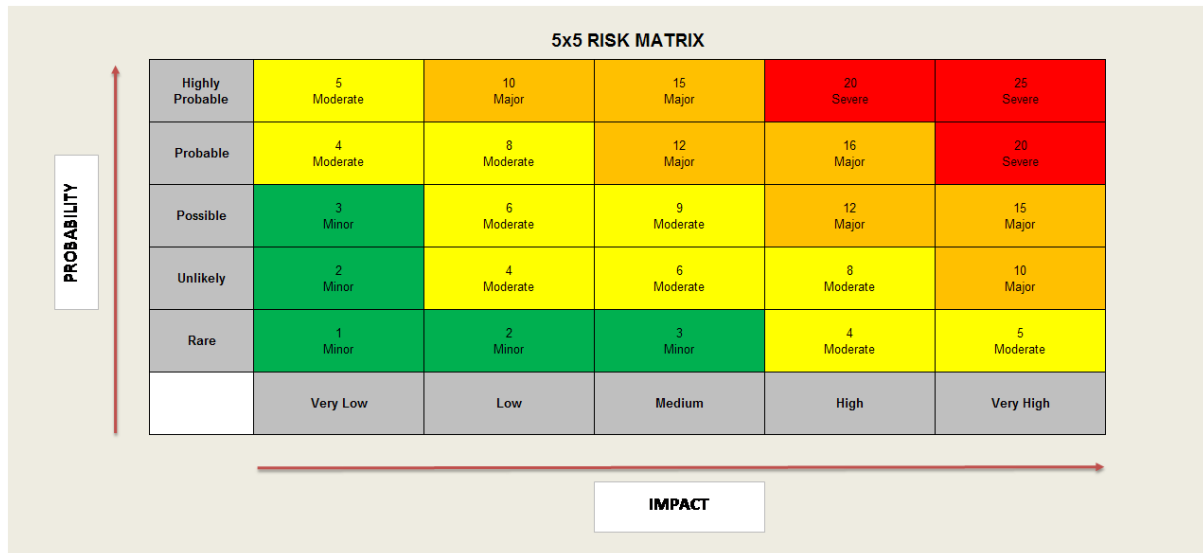 5x5 RISK MATRIX
Highly
Probable
5
Moderate
10
Major
15
Major
20
Severe
25
Severe
Probable
4
Moderate
8
Moderate
12
Major
16
Major
20
Severe
PROBABILITY
Possible
3
Minor
6
Moderate
9
Moderate
12
Major
15
Major
Unlikely
2
Minor
4
Moderate
6
Moderate
8
Moderate
10
Major
Rare
1
Minor
2
Minor
3
Minor
4
Moderate
5
Moderate
Very Low
Low
Medium
High
Very High
IMPACT